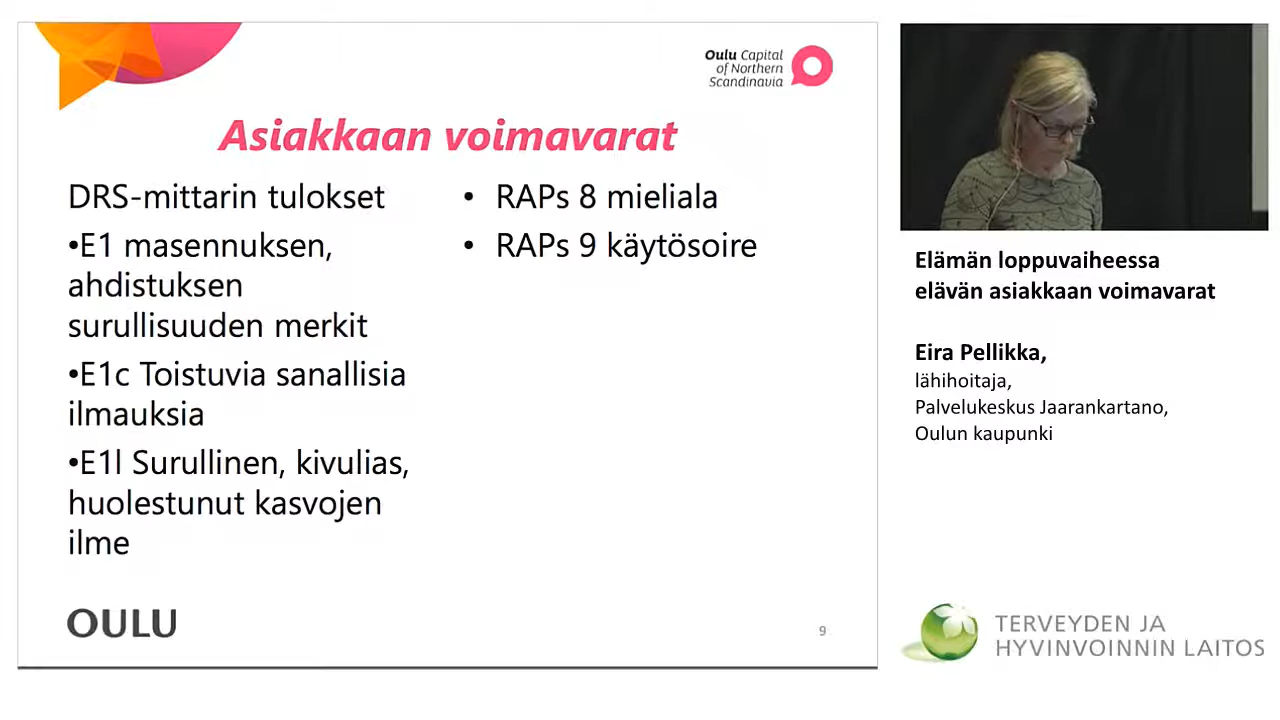 Oulu Capital
of Northern
Scandinavia
Asiakkaan voimavarat
DRS-mittarin tulokset
•E1 masennuksen,
ahdistuksen
surullisuuden merkit
•E1c Toistuvia sanallisia
ilmauksia
•E1l Surullinen, kivulias,
huolestunut kasvojen
ilme
• RAPs 8 mieliala
• RAPs 9 käytösoire
OULU
9
Elämän loppuvaiheessa
elävän asiakkaan voimavarat
Eira Pellikka,
lähihoitaja,
Palvelukeskus Jaarankartano,
Oulun kaupunki
TERVEYDEN JA
HYVINVOINNIN LAITOS